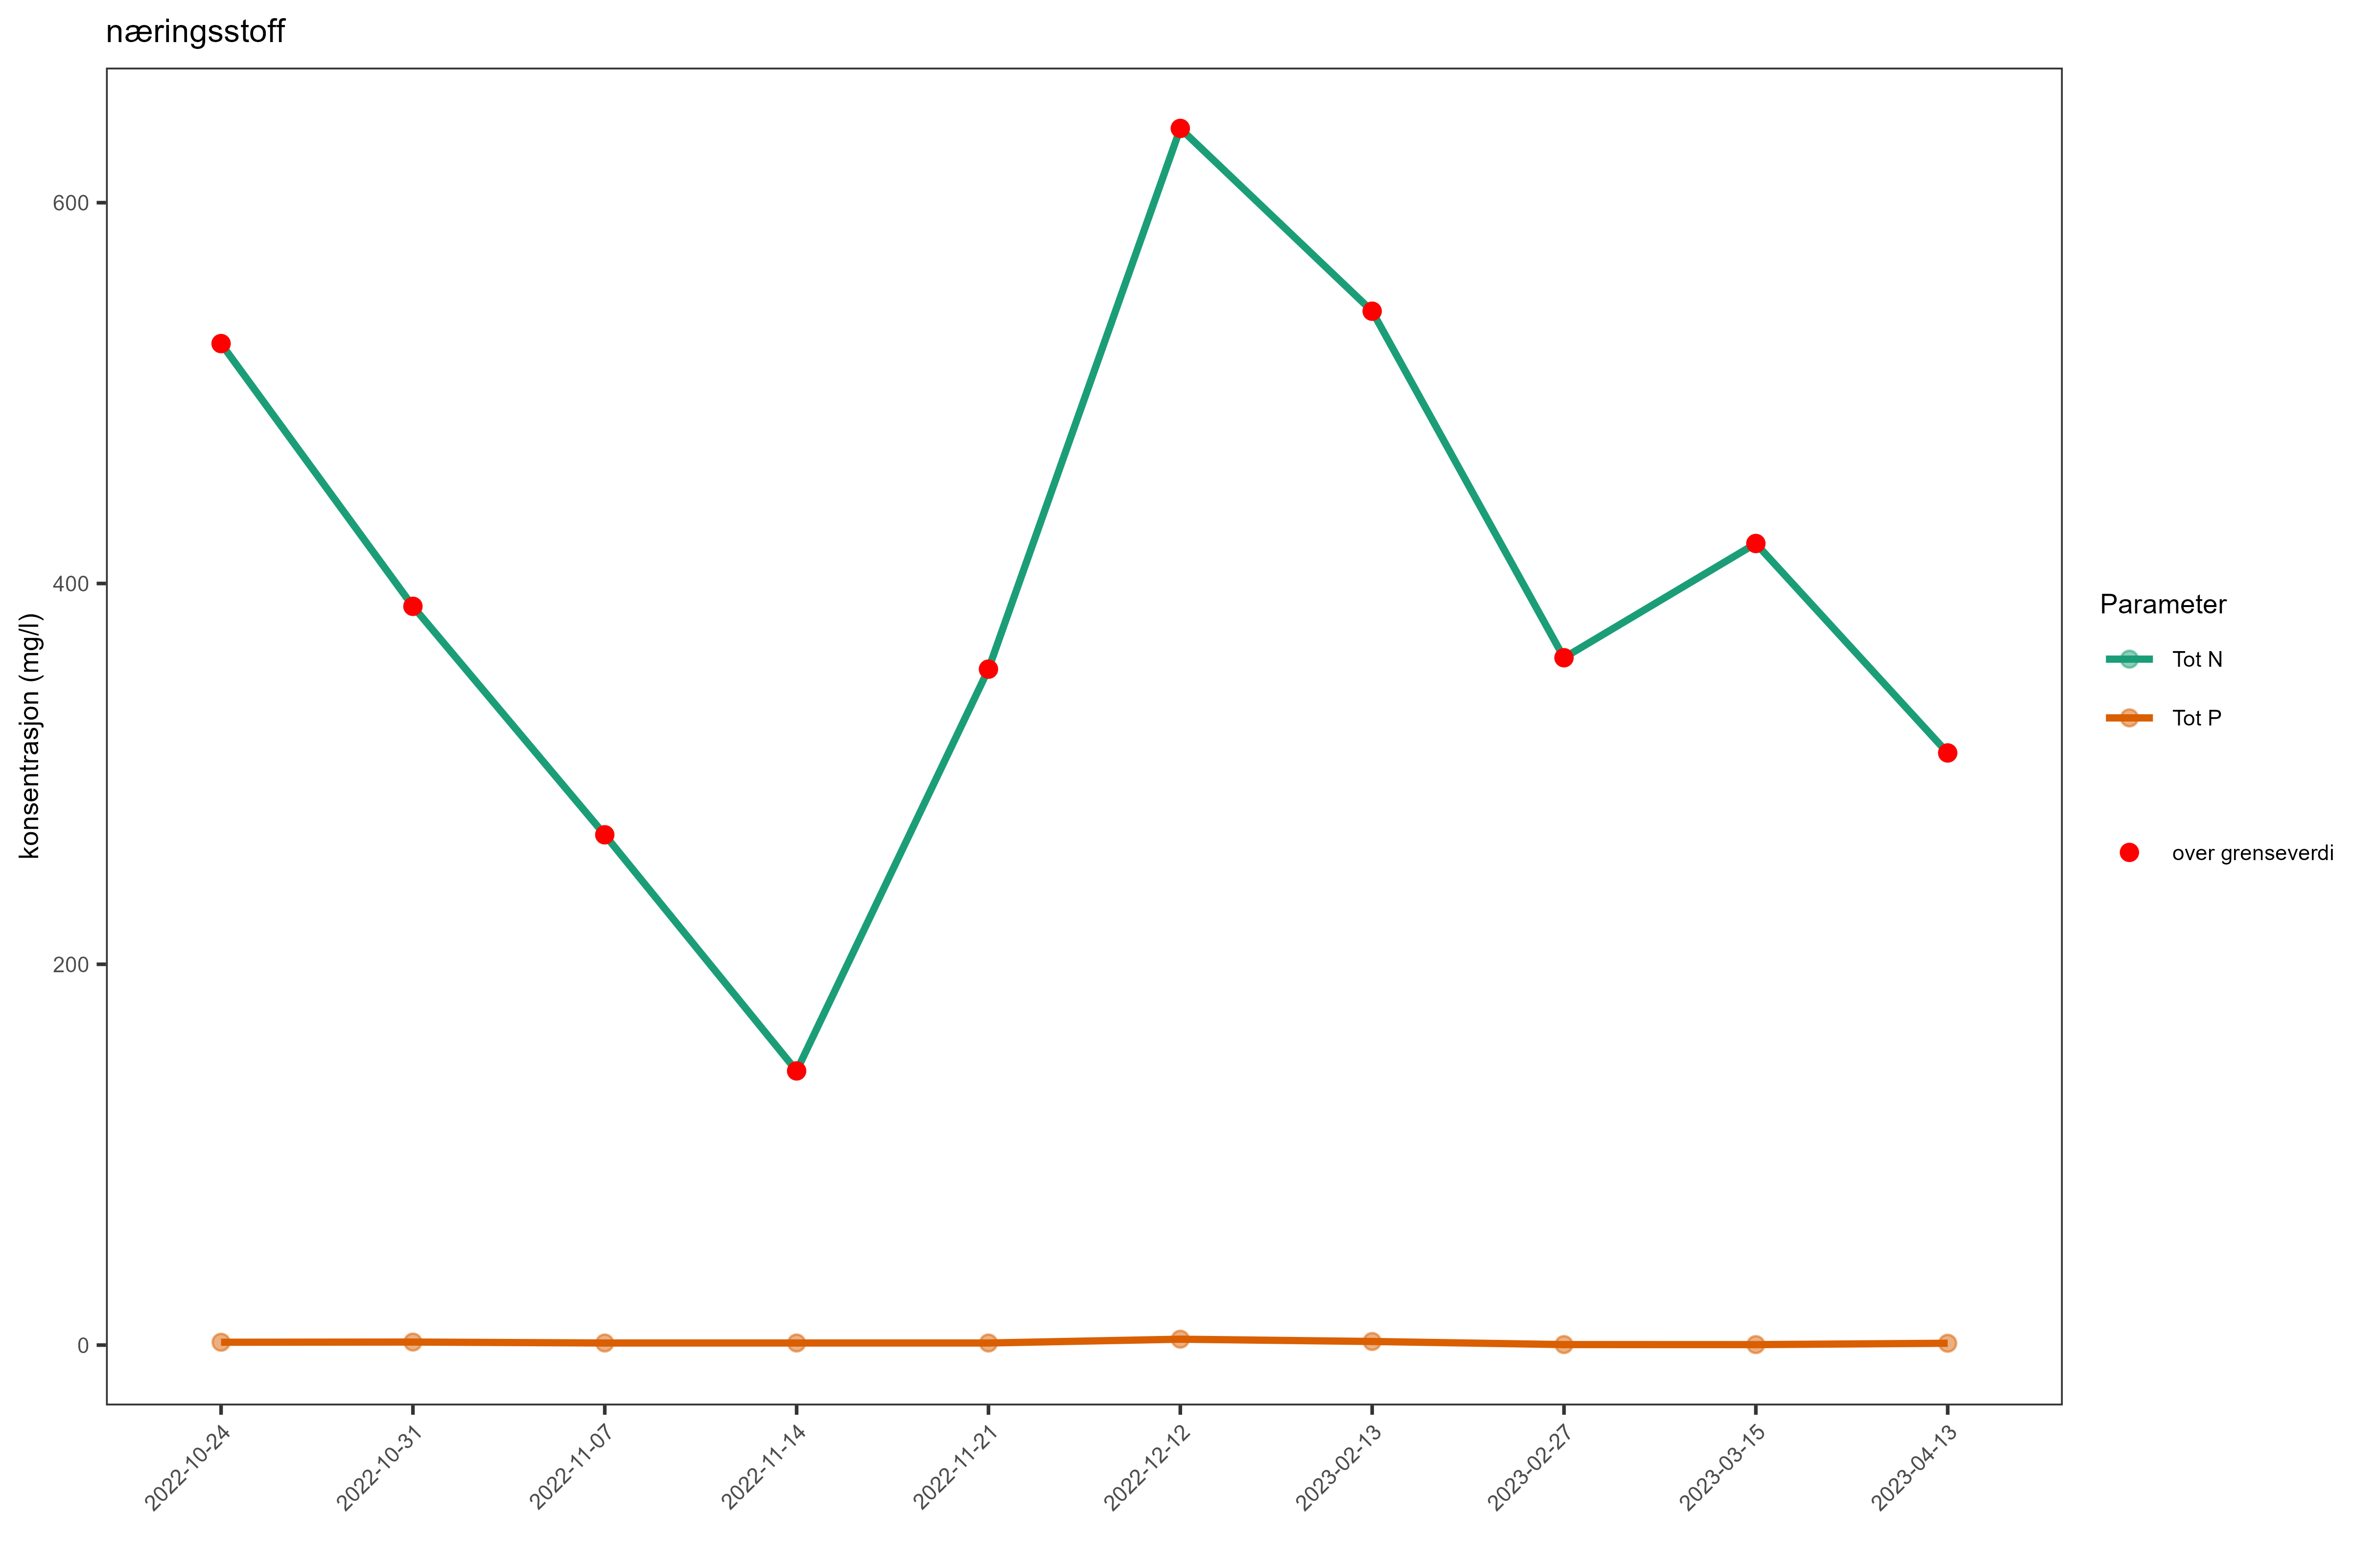 næringsstoff
konsentrasjon (mg/l)
600
400
200
0
2022-10-24
2022-10-31
2022-11-07
2022-11-14
2022-11-21
2022-12-12
2023-02-13
2023-02-27
2023-03-15
2023-04-13
Parameter
Tot N
Tot P
over grenseverdi